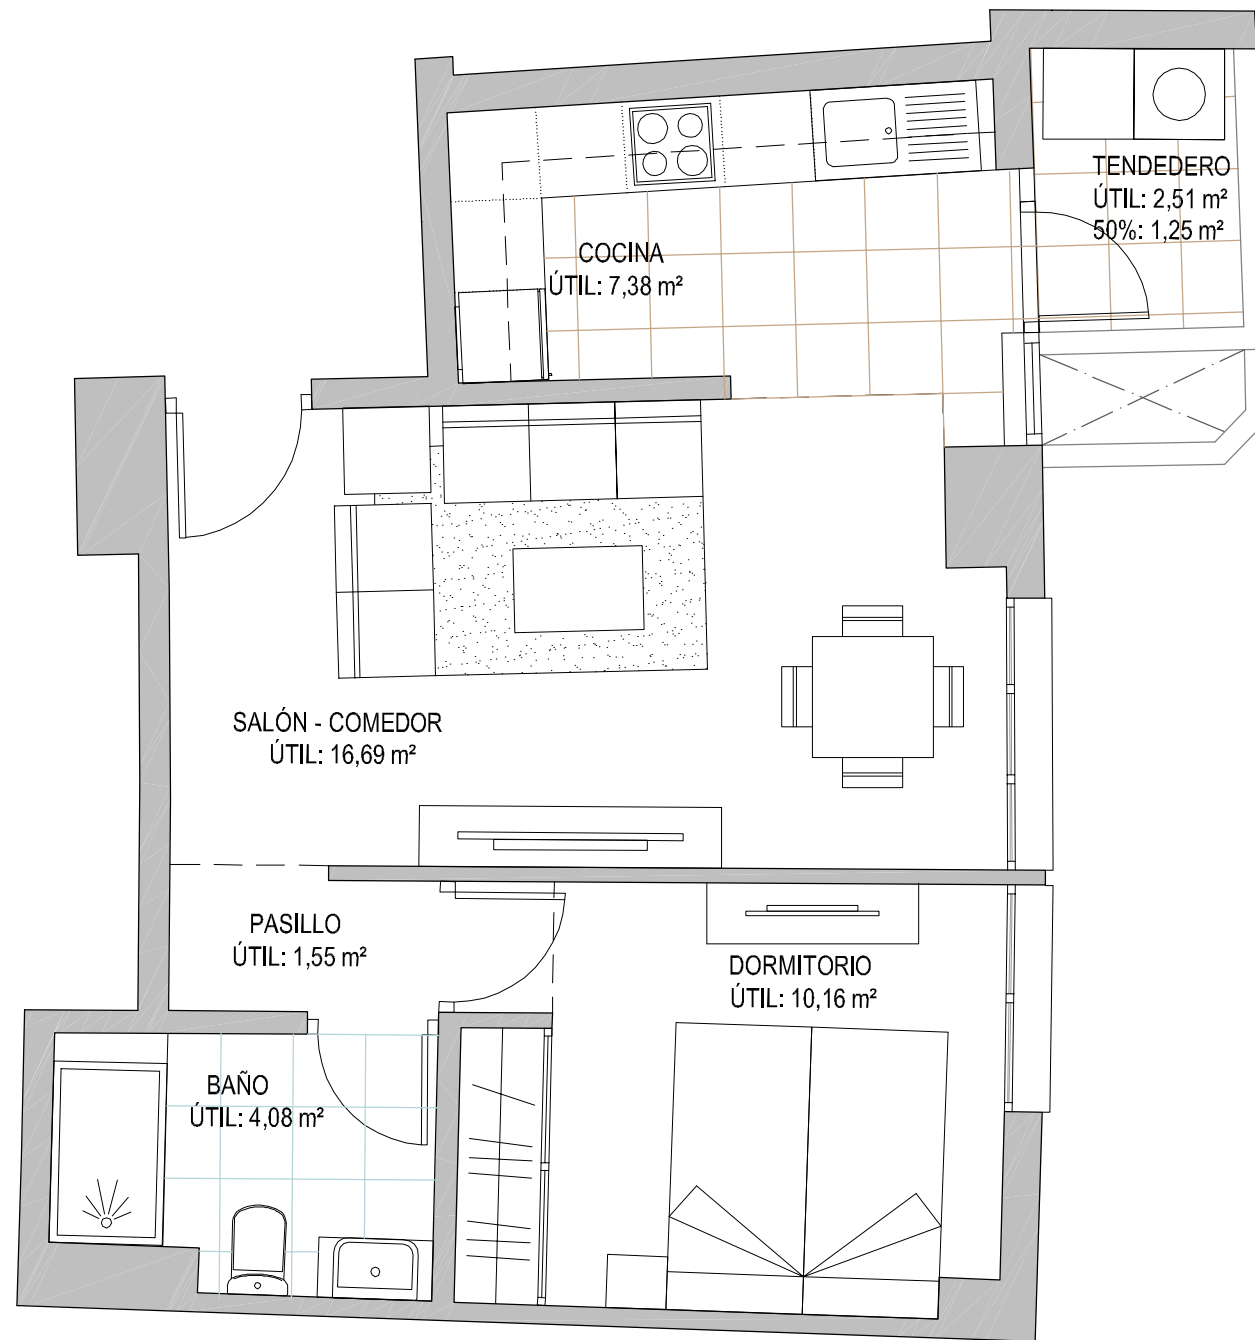 TENDEDERO
ÚTIL: 2,51 m²
50%: 1,25 m²
COCINA
ÚTIL: 7,38 m²
SALÓN - COMEDOR
ÚTIL: 16,69 m²
PASILLO
ÚTIL: 1,55 m²
DORMITORIO
ÚTIL: 10,16 m²
BAÑO
ÚTIL: 4,08 m²